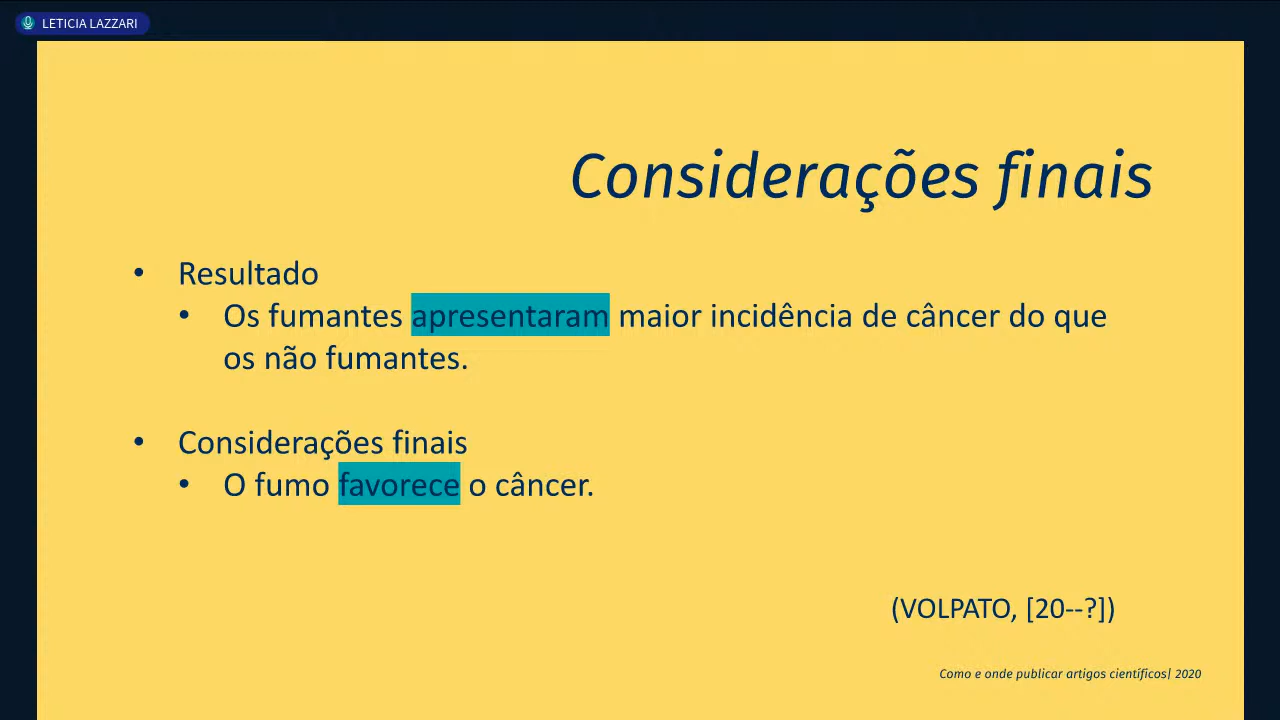 LETICIA LAZZARI
Considerações finais
• Resultado
• Os fumantes apresentaram maior incidência de câncer do que
os não fumantes.
• Considerações finais
• O fumo favorece o câncer.
(VOLPATO, [20--?])
Como e onde publicar artigos científicos| 2020